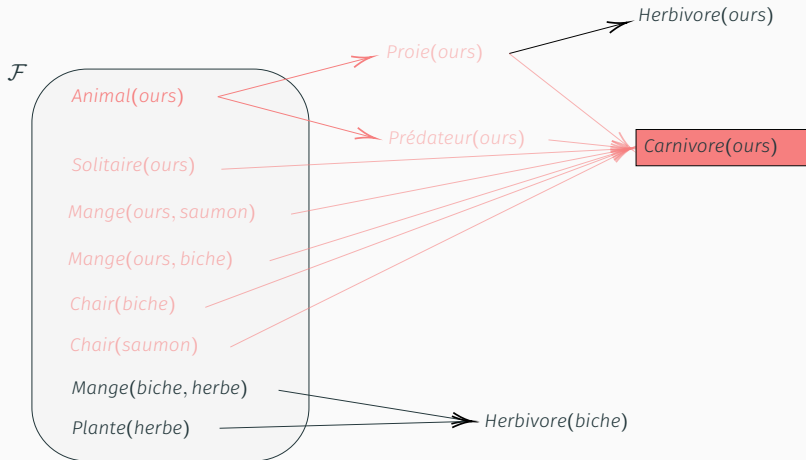 Herbivore(ours)
Proie(ours)
ℱ
Animal(ours)
Prédateur(ours)
Carnivore(ours)
Solitaire(ours)
Mange(ours, saumon)
Mange(ours, biche)
Chair(biche)
Chair(saumon)
Mange(biche, herbe)
Herbivore(biche)
Plante(herbe)